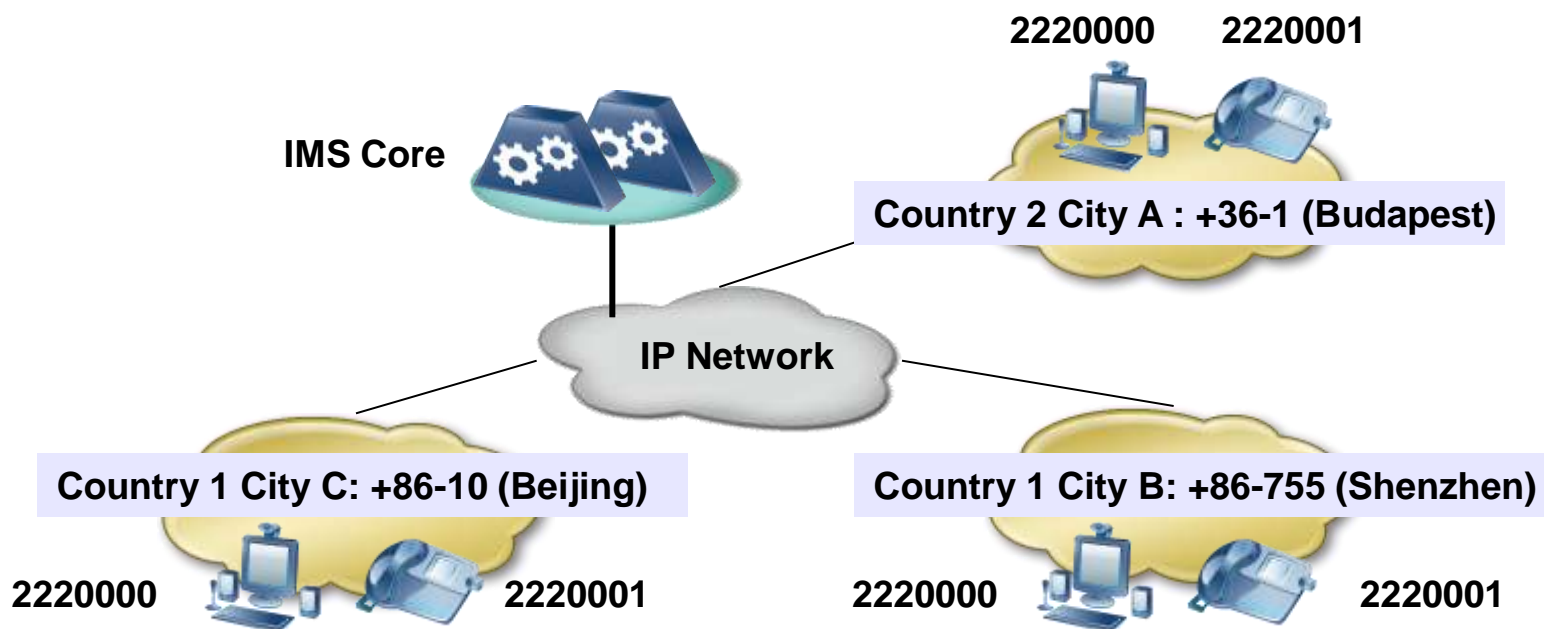 2220000 2220001
IMS Core
Country 2 City A : +36-1 (Budapest)
IP Network
Country 1 City C: +86-10 (Beijing)
Country 1 City B: +86-755 (Shenzhen)
2220000 2220001
2220000 2220001